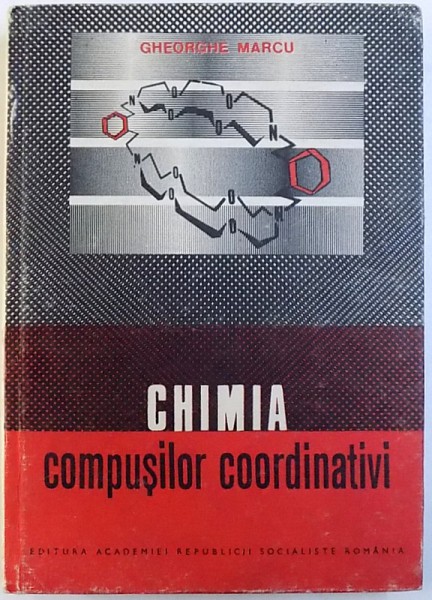 GHEORGHE MARCU
N O O N
O O
N O O
O O N
CHIMIA
compușilor coordinativi
EDITURA ACADEMIEI REPUBLICII SOCIALISTE ROMÂNIA